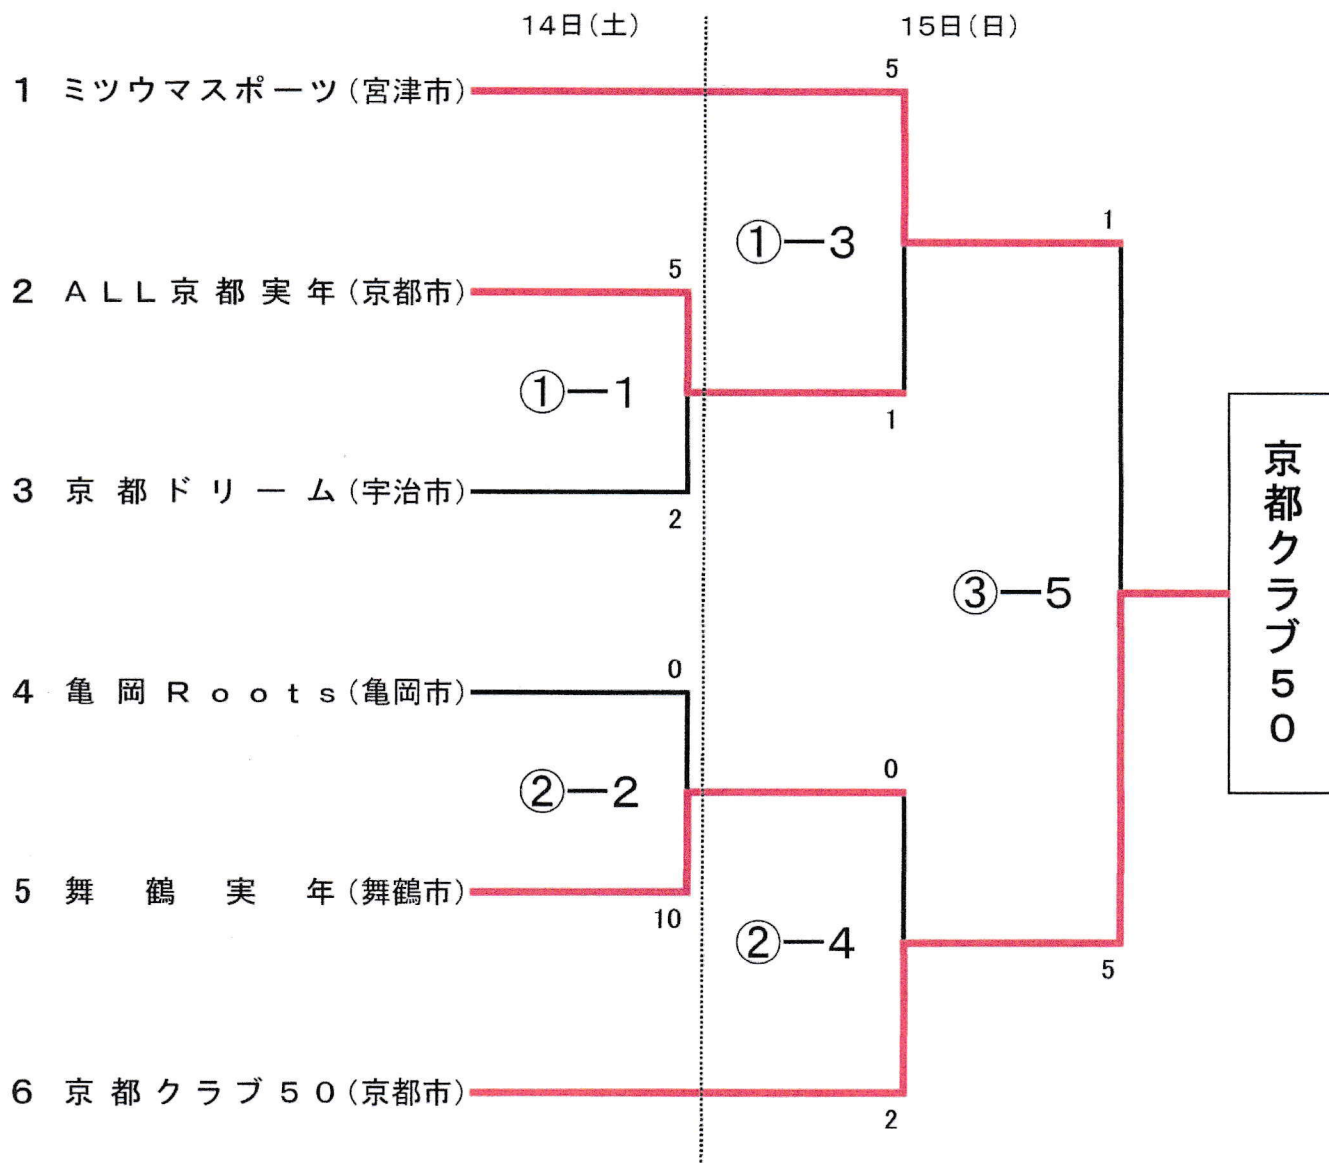 14日(土)
15日(日)
1 ミツウマスポーツ(宮津市)
5
①―3
1
2 ALL京都実年(京都市)
5
①―1
1
3 京都ドリーム(宇治市)
2
③―5
京都クラブ50
4 亀岡Roots(亀岡市)
0
②―2
0
5 舞鶴実年(舞鶴市)
10
②―4
5
6 京都クラブ50(京都市)
2